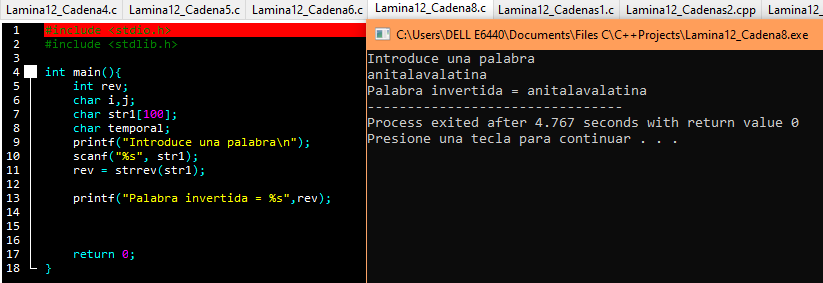 Lamina12_Cadena4.c Lamina12_Cadena5.c Lamina12_Cadena6.c Lamina12_Cadena8.c Lamina12_Cadenas1.c Lamina12_Cadenas2.cpp Lamina12_Cadenas2.
1 #include <stdio.h>
2 #include <stdlib.h>
3
4 int main(){
5 int rev;
6 char i,j;
7 char str1[100];
8 char temporal;
9 printf("Introduce una palabra\n");
10 scanf("%s", str1);
11 rev = strrev(str1);
12
13 printf("Palabra invertida = %s",rev);
14
15
16
17 return 0;
18 }
C:\Users\DELL E6440\Documents\Files C\C++Projects\Lamina12_Cadena8.exe
Introduce una palabra
anitalavalatina
Palabra invertida = anitalavalatina
--------------------------------
Process exited after 4.767 seconds with return value 0
Presione una tecla para continuar . . .